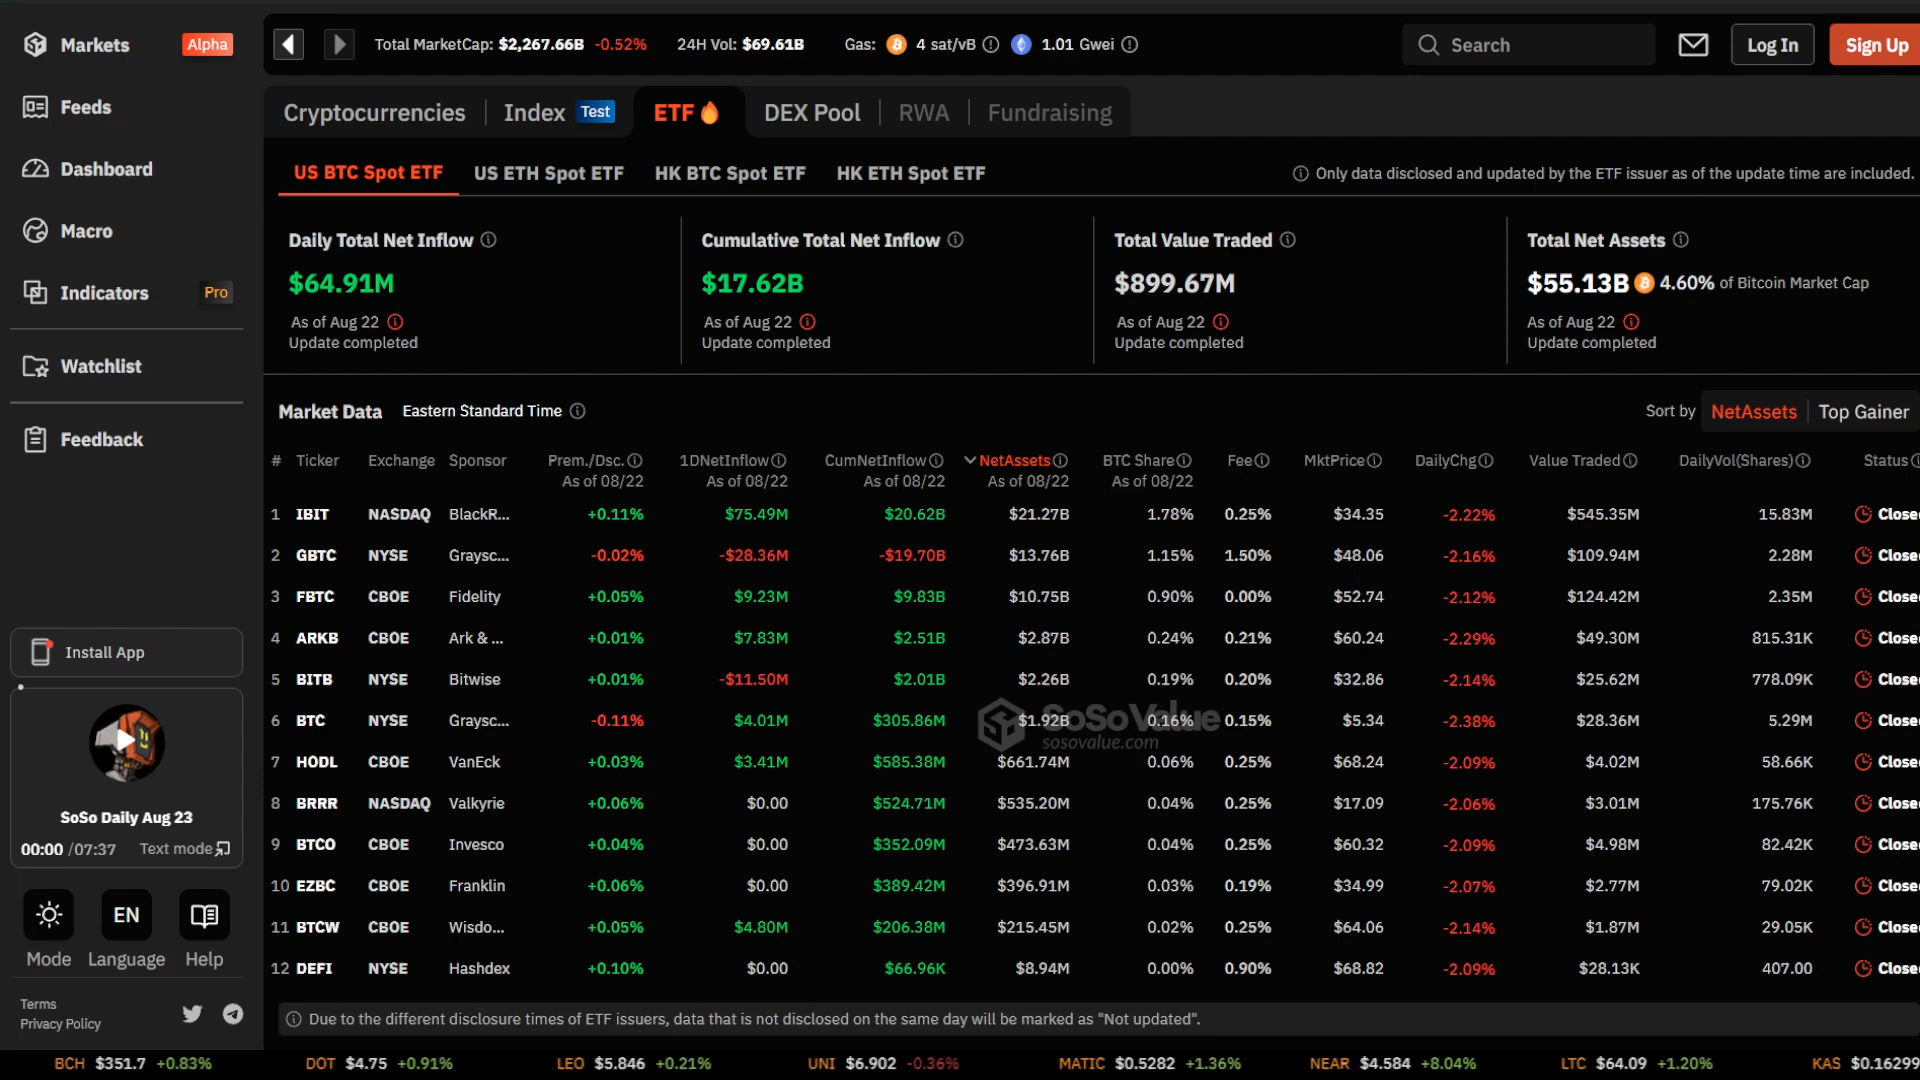 Markets Alpha
Feeds
Dashboard
Macro
Indicators Pro
Watchlist
Feedback
Install App
SoSo Daily Aug 23
00:00 /07:37 Text mode
EN
Mode Language Help
Terms
Privacy Policy
Total MarketCap: $2,267.66B -0.52% 24H Vol: $69.61B Gas: 4 sat/vB 1.01 Gwei Search Log In Sign Up
Cryptocurrencies Index Test ETF DEX Pool RWA Fundraising
US BTC Spot ETF US ETH Spot ETF HK BTC Spot ETF HK ETH Spot ETF Only data disclosed and updated by the ETF issuer as of the update time are included.
Daily Total Net Inflow Cumulative Total Net Inflow Total Value Traded Total Net Assets
$64.91M $17.62B $899.67M $55.13B 4.60% of Bitcoin Market Cap
As of Aug 22 As of Aug 22 As of Aug 22 As of Aug 22
Update completed Update completed Update completed Update completed
Market Data Eastern Standard Time Sort by NetAssets Top Gainer
# Ticker Exchange Sponsor Prem./Dsc. 1DNetInflow CumNetInflow NetAssets BTC Share Fee MktPrice DailyChg Value Traded DailyVol(Shares) Status
As of 08/22 As of 08/22 As of 08/22 As of 08/22 As of 08/22
1 IBIT NASDAQ BlackR... +0.11% $75.49M $20.62B $21.27B 1.78% 0.25% $34.35 -2.22% $545.35M 15.83M Close
2 GBTC NYSE Graysc... -0.02% -$28.36M -$19.70B $13.76B 1.15% 1.50% $48.06 -2.16% $109.94M 2.28M Close
3 FBTC CBOE Fidelity +0.05% $9.23M $9.83B $10.75B 0.90% 0.00% $52.74 -2.12% $124.42M 2.35M Close
4 ARKB CBOE Ark & ... +0.01% $7.83M $2.51B $2.87B 0.24% 0.21% $60.24 -2.29% $49.30M 815.31K Close
5 BITB NYSE Bitwise +0.01% -$11.50M $2.01B $2.26B 0.19% 0.20% $32.86 -2.14% $25.62M 778.09K Close
6 BTC NYSE Graysc... -0.11% $4.01M $305.86M $1.92B 0.16% 0.15% $5.34 -2.38% $28.36M 5.29M Close
SoSoValue
sosovalue.com
7 HODL CBOE VanEck +0.03% $3.41M $585.38M $661.74M 0.06% 0.25% $68.24 -2.09% $4.02M 58.66K Close
8 BRRR NASDAQ Valkyrie +0.06% $0.00 $524.71M $535.20M 0.04% 0.25% $17.09 -2.06% $3.01M 175.76K Close
9 BTCO CBOE Invesco +0.04% $0.00 $352.09M $473.63M 0.04% 0.25% $60.32 -2.09% $4.98M 82.42K Close
10 EZBC CBOE Franklin +0.06% $0.00 $389.42M $396.91M 0.03% 0.19% $34.99 -2.07% $2.77M 79.02K Close
11 BTCW CBOE Wisdo... +0.05% $4.80M $206.38M $215.45M 0.02% 0.25% $64.06 -2.14% $1.87M 29.05K Close
12 DEFI NYSE Hashdex +0.10% $0.00 $66.96K $8.94M 0.00% 0.90% $68.82 -2.09% $28.13K 407.00 Close
Due to the different disclosure times of ETF issuers, data that is not disclosed on the same day will be marked as "Not updated".
BCH $351.7 +0.83% DOT $4.75 +0.91% LEO $5.846 +0.21% UNI $6.902 -0.36% MATIC $0.5282 +1.36% NEAR $4.584 +8.04% LTC $64.09 +1.20% KAS $0.16299